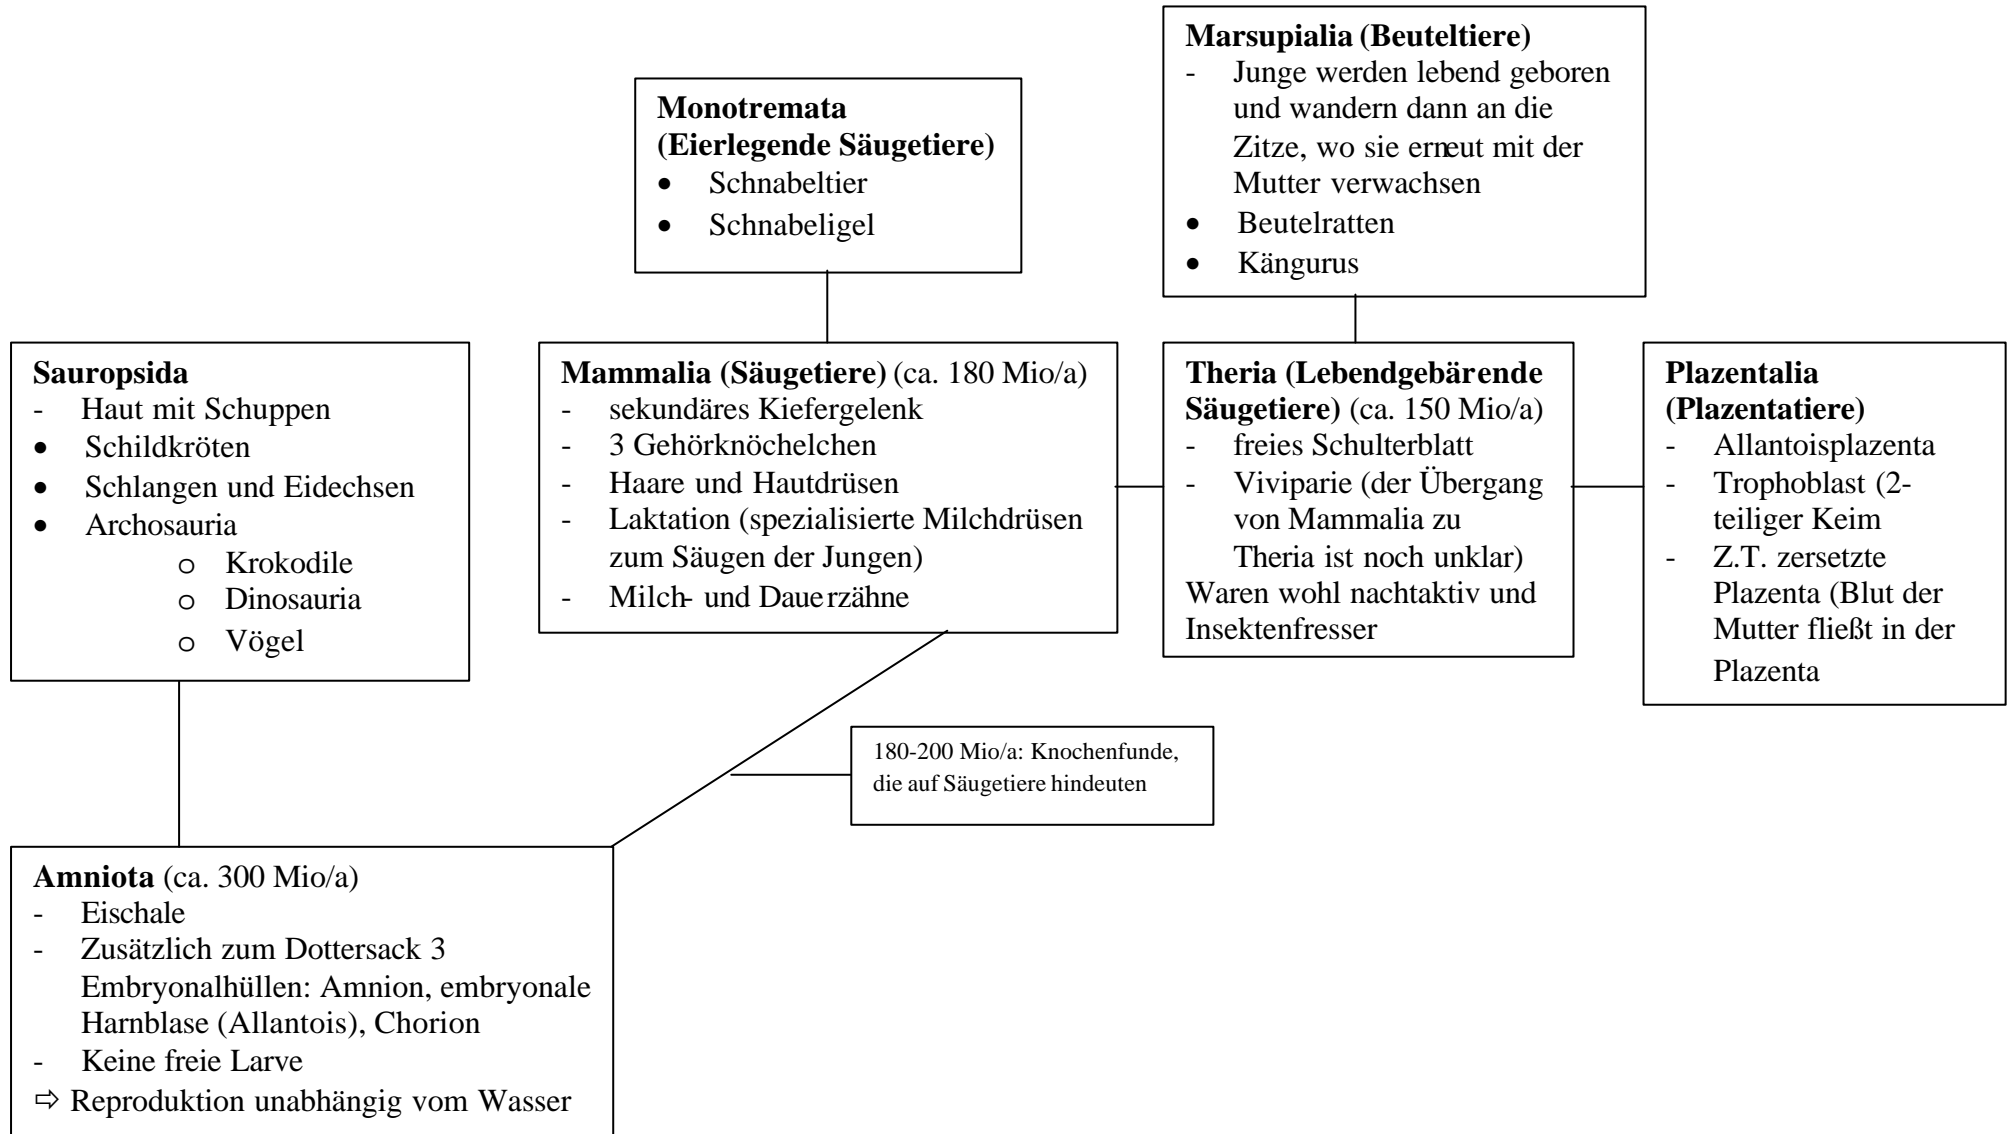 Marsupialia (Beuteltiere)
- Junge werden lebend geboren
und wandern dann an die
Zitze, wo sie erneut mit der
Mutter verwachsen
• Beutelratten
• Kängurus
Monotremata
(Eierlegende Säugetiere)
• Schnabeltier
• Schnabeligel
Sauropsida
- Haut mit Schuppen
• Schildkröten
• Schlangen und Eidechsen
• Archosauria
o Krokodile
o Dinosauria
o Vögel
Mammalia (Säugetiere) (ca. 180 Mio/a)
- sekundäres Kiefergelenk
- 3 Gehörknöchelchen
- Haare und Hautdrüsen
- Laktation (spezialisierte Milchdrüsen
zum Säugen der Jungen)
- Milch- und Dauerzähne
Theria (Lebendgebärende
Säugetiere) (ca. 150 Mio/a)
- freies Schulterblatt
- Viviparie (der Übergang
von Mammalia zu
Theria ist noch unklar)
Waren wohl nachtaktiv und
Insektenfresser
Plazentalia
(Plazentatiere)
- Allantoisplazenta
- Trophoblast (2-
teiliger Keim
- Z.T. zersetzte
Plazenta (Blut der
Mutter fließt in der
Plazenta
180-200 Mio/a: Knochenfunde,
die auf Säugetiere hindeuten
Amniota (ca. 300 Mio/a)
- Eischale
- Zusätzlich zum Dottersack 3
Embryonalhüllen: Amnion, embryonale
Harnblase (Allantois), Chorion
- Keine freie Larve
⇨ Reproduktion unabhängig vom Wasser